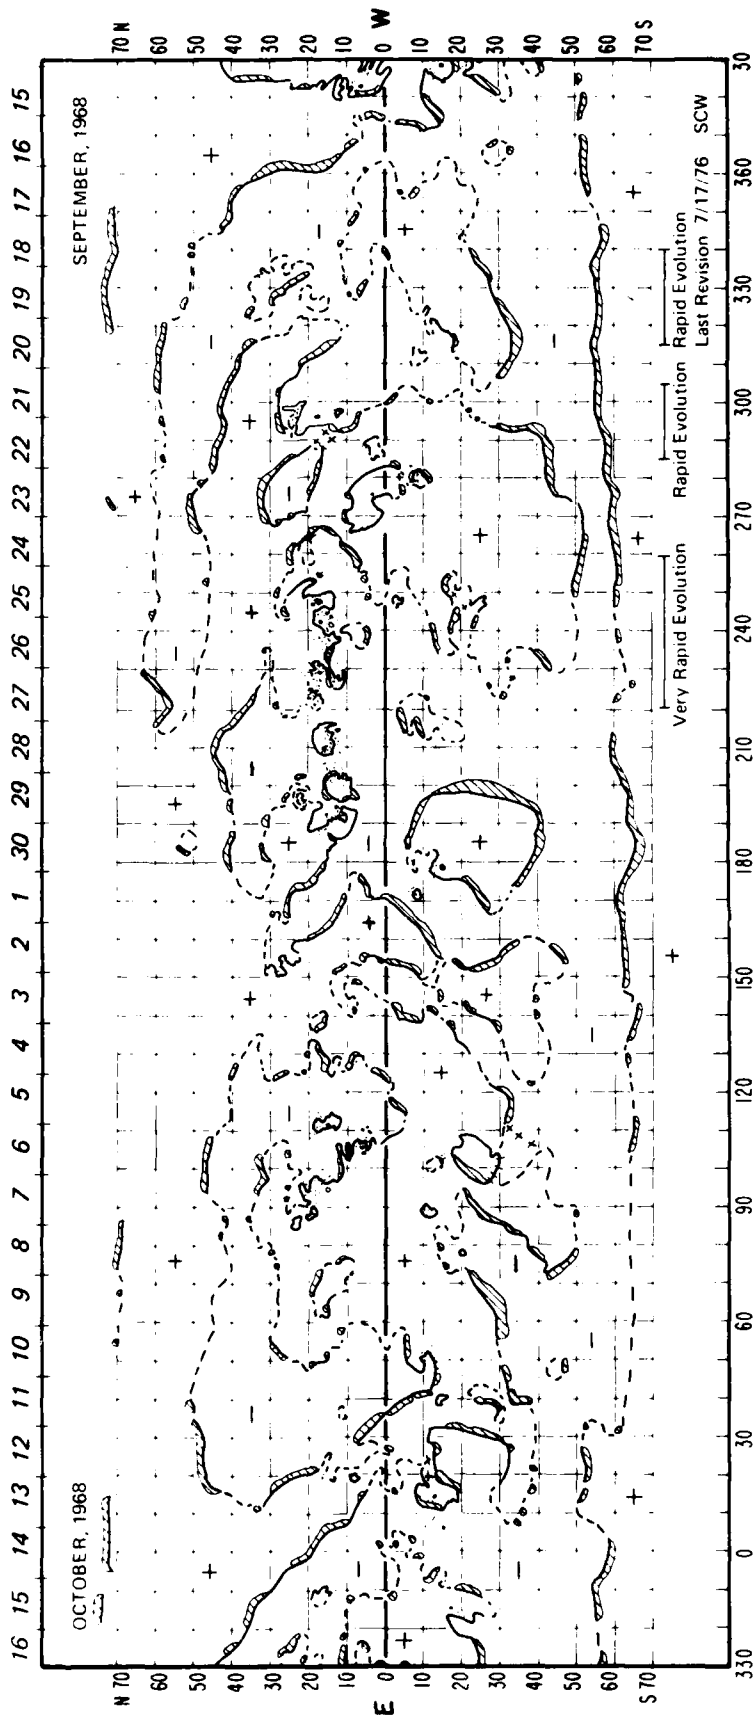 16 15 14 13 12 11 10 9 8 7 6 5 4 3 2 1 30 29 28 27 26 25 24 23 22 21 20 19 18 17 16 15
OCTOBER, 1968 SEPTEMBER, 1968
N 70 70 N
60 60
50 50
40 40
30 30
20 20
10 10
E 0 0 W
10 10
20 20
30 30
40 40
50 50
60 60
S 70 70 S
Very Rapid Evolution Rapid Evolution Rapid Evolution
Last Revision 7/17/76 SCW
330 0 30 60 90 120 150 180 210 240 270 300 330 360 30